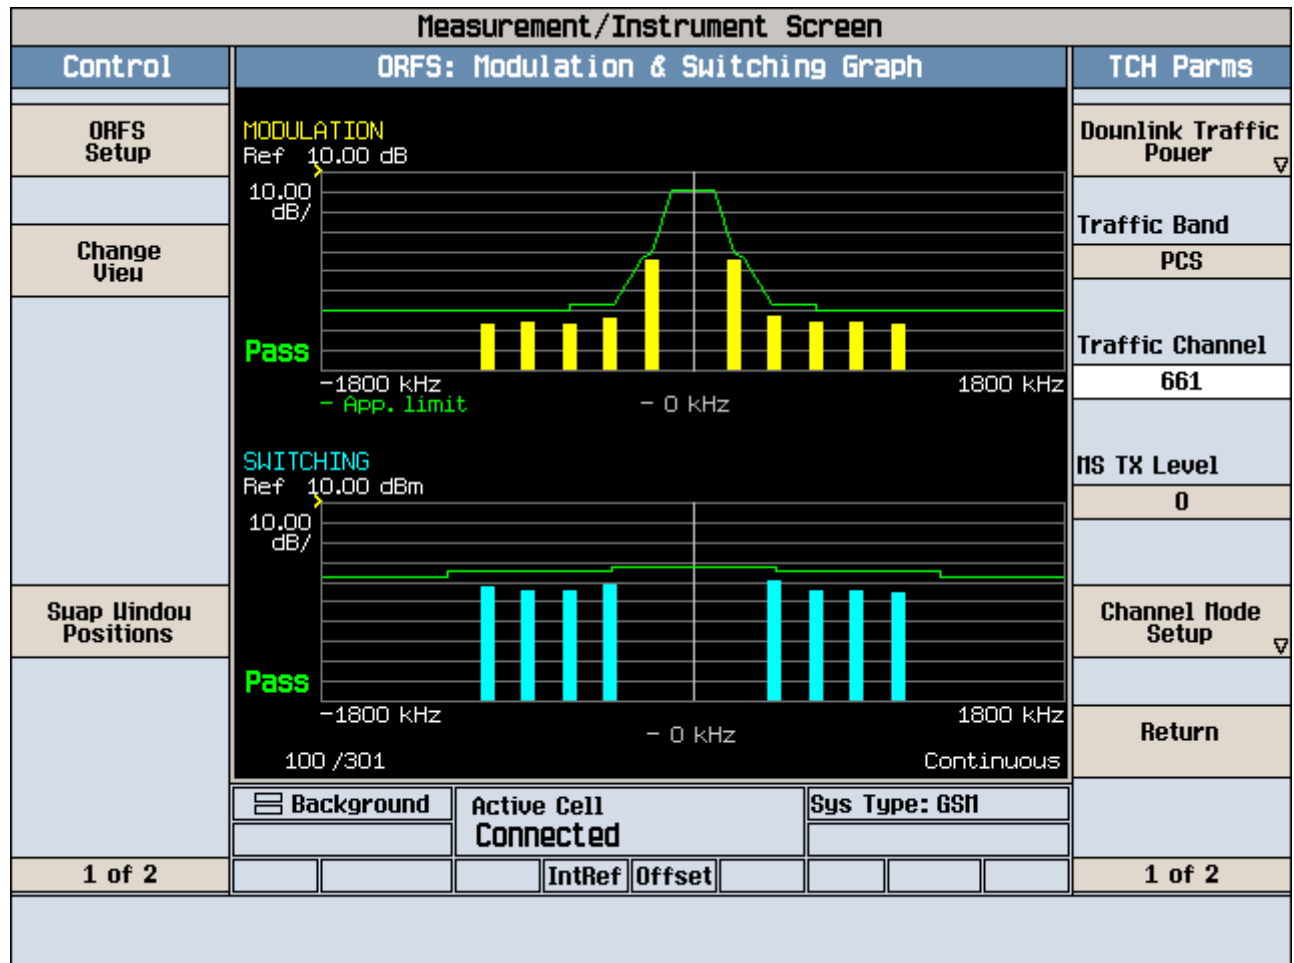 Measurement/Instrument Screen
Control
ORFS: Modulation & Switching Graph
TCH Parms
ORFS
Setup
Change
View
Swap Window
Positions
1 of 2
MODULATION
Ref 10.00 dB
10.00
dB/
Pass
-1800 kHz
1800 kHz
- App. limit
- 0 kHz
SWITCHING
Ref 10.00 dBm
10.00
dB/
Pass
-1800 kHz
1800 kHz
- 0 kHz
100 /301
Continuous
Background
Active Cell
Connected
Sys Type: GSM
IntRef
Offset
Downlink Traffic
Power
Traffic Band
PCS
Traffic Channel
661
MS TX Level
0
Channel Mode
Setup
Return
1 of 2